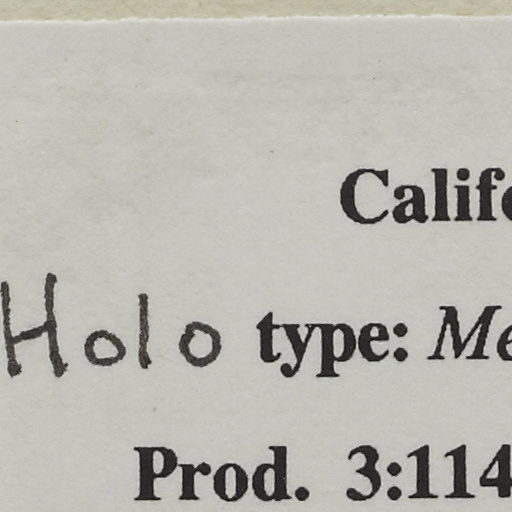 Calif
Holo type: Me
Prod. 3:114